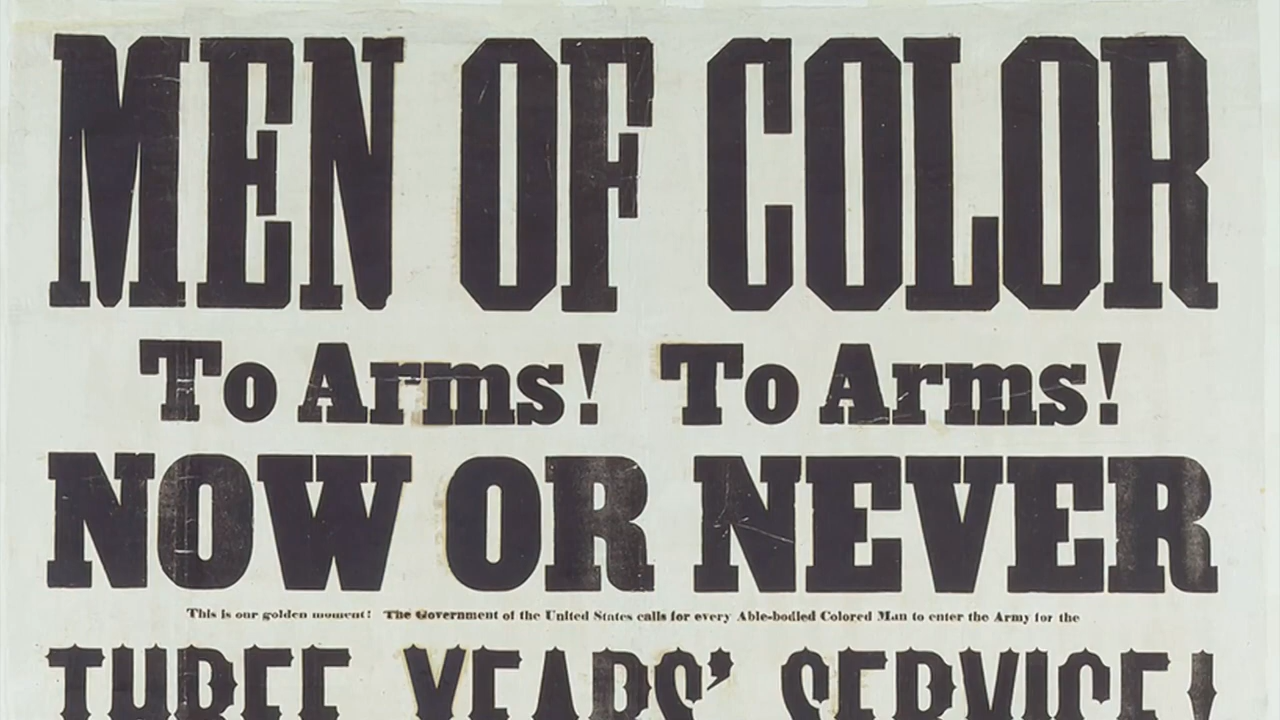 MEN OF COLOR
To Arms! To Arms!
NOW OR NEVER
This is our golden moment! The Government of the United States calls for every Able-bodied Colored Man to enter the Army for the
THREE YEARS' SERVICE!